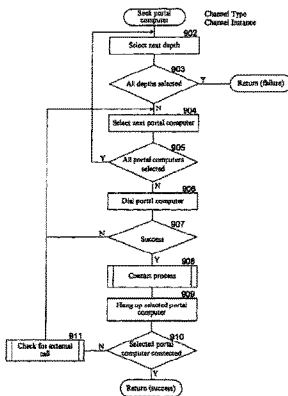 Seek portal
computer
Channel Type
Channel Instance
902
Select next depth
903
All depths selected
Y
Return (failure)
N
904
Select next portal computer
905
All portal computers
selected
Y
N
906
Dial portal computer
907
N
Success
Y
908
Contact process
909
Hang up selected portal
computer
911
910
Check for external
call
N
Selected portal
computer connected
Y
Return (success)